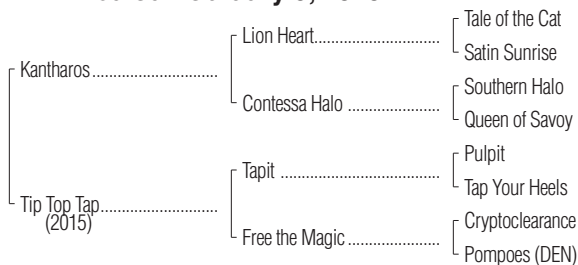 Tale of the Cat
Lion Heart
Satin Sunrise
Kantharos
Southern Halo
Contessa Halo
Queen of Savoy
Pulpit
Tapit
Tap Your Heels
Tip Top Tap
(2015)
Cryptoclearance
Free the Magic
Pompoes (DEN)